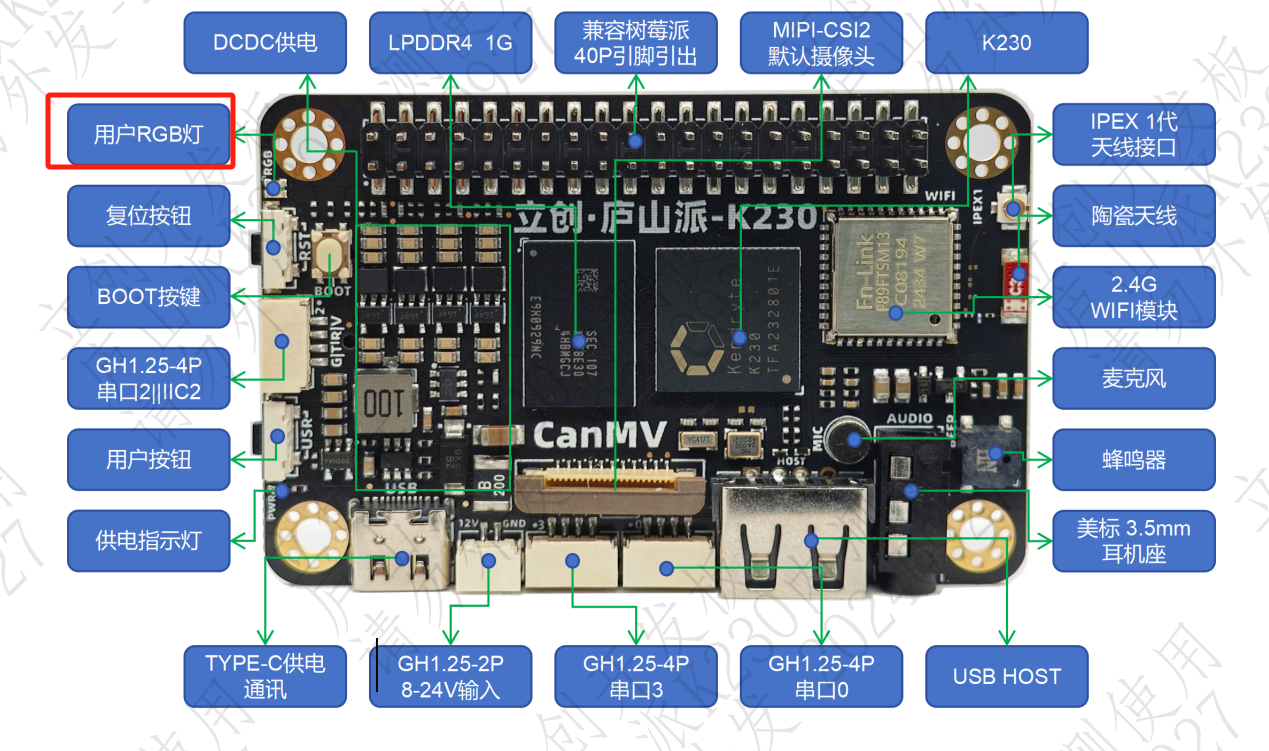 DCDC供电
LPDDR4 1G
兼容树莓派
40P引脚引出
MIPI-CSI2
默认摄像头
K230
用户RGB灯
复位按钮
BOOT按键
GH1.25-4P
串口2||IIC2
用户按钮
供电指示灯
IPEX 1代
天线接口
陶瓷天线
2.4G
WIFI模块
麦克风
蜂鸣器
美标 3.5mm
耳机座
TYPE-C供电
通讯
GH1.25-2P
8-24V输入
GH1.25-4P
串口3
GH1.25-4P
串口0
USB HOST
RGB
RST
BOOT
USR
PWR
USB
立创·庐山派-K230
WIFI
IPEX1
Fn-Link
F89FTSM13
C08194
2434 W7
K230
TFA232801E
100
CanMV
MIC
AUDIO
BEEP
HOST
12V
GND